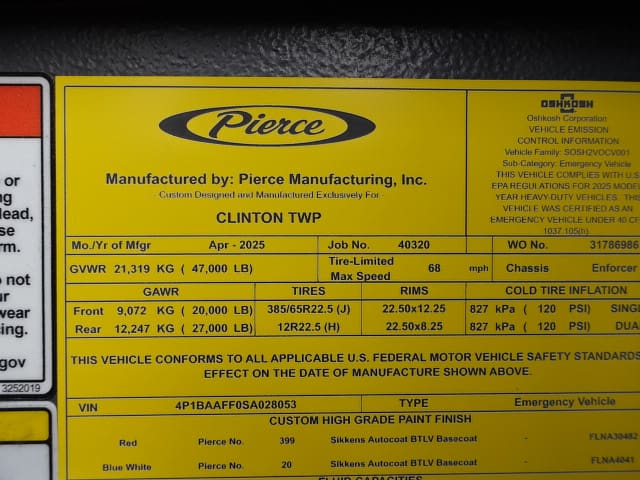 Pierce
Manufactured by: Pierce Manufacturing, Inc.
- Custom Designed and Manufactured Exclusively For -
CLINTON TWP
OSHKOSH
Oshkosh Corporation
VEHICLE EMISSION
CONTROL INFORMATION
Vehicle Family: SOSH2VOCV001
Sub-Category: Emergency Vehicle
THIS VEHICLE COMPLIES WITH U.S
EPA REGULATIONS FOR 2025 MODEL
YEAR HEAVY-DUTY VEHICLES. THIS
VEHICLE WAS CERTIFIED AS AN
EMERGENCY VEHICLE UNDER 40 CF
1037.105(h).
Mo./Yr of Mfgr Apr - 2025 Job No. 40320 WO No. 31786986
GVWR 21,319 KG ( 47,000 LB) Tire-Limited Max Speed 68 mph Chassis Enforcer
GAWR TIRES RIMS COLD TIRE INFLATION
Front 9,072 KG ( 20,000 LB) 385/65R22.5 (J) 22.50x12.25 827 kPa ( 120 PSI) SINGL
Rear 12,247 KG ( 27,000 LB) 12R22.5 (H) 22.50x8.25 827 kPa ( 120 PSI) DUA
THIS VEHICLE CONFORMS TO ALL APPLICABLE U.S. FEDERAL MOTOR VEHICLE SAFETY STANDARDS
EFFECT ON THE DATE OF MANUFACTURE SHOWN ABOVE.
VIN 4P1BAAFF0SA028053 TYPE Emergency Vehicle
CUSTOM HIGH GRADE PAINT FINISH
Red Pierce No. 399 Sikkens Autocoat BTLV Basecoat - FLNA30482
Blue White Pierce No. 20 Sikkens Autocoat BTLV Basecoat - FLNA4041
FLUID CAPACITIES
or
ng
lead,
se
rm.
o not
ur
wear
cing.
.gov
3252019